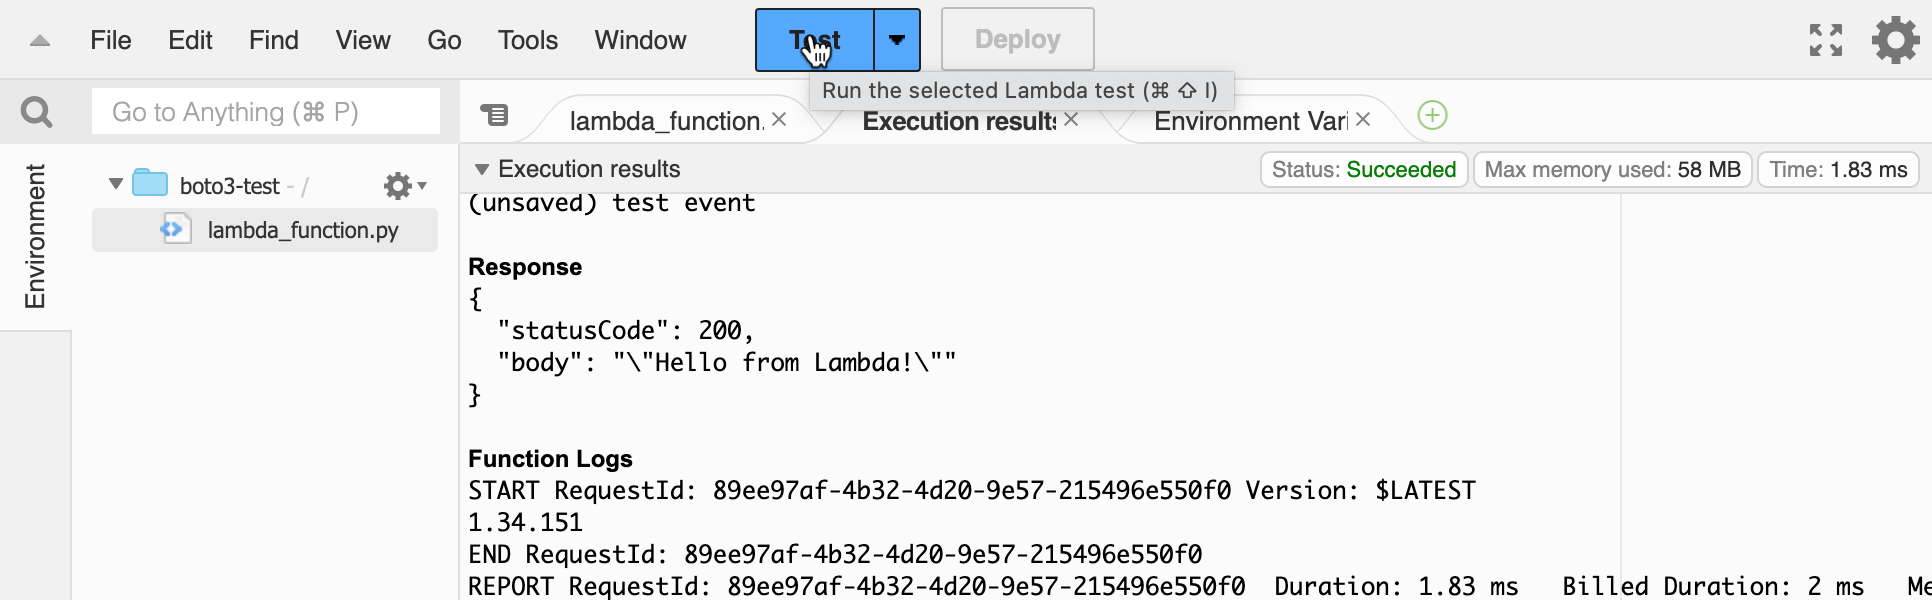 File Edit Find View Go Tools Window Test Deploy
Run the selected Lambda test (⌘ ⇧ I)
Go to Anything (⌘ P)
lambda_function. × Execution results × Environment Vari ×
Execution results Status: Succeeded Max memory used: 58 MB Time: 1.83 ms
Environment
boto3-test - /
lambda_function.py
(unsaved) test event
Response
{
"statusCode": 200,
"body": "\"Hello from Lambda!\""
}
Function Logs
START RequestId: 89ee97af-4b32-4d20-9e57-215496e550f0 Version: $LATEST
1.34.151
END RequestId: 89ee97af-4b32-4d20-9e57-215496e550f0
REPORT RequestId: 89ee97af-4b32-4d20-9e57-215496e550f0 Duration: 1.83 ms Billed Duration: 2 ms